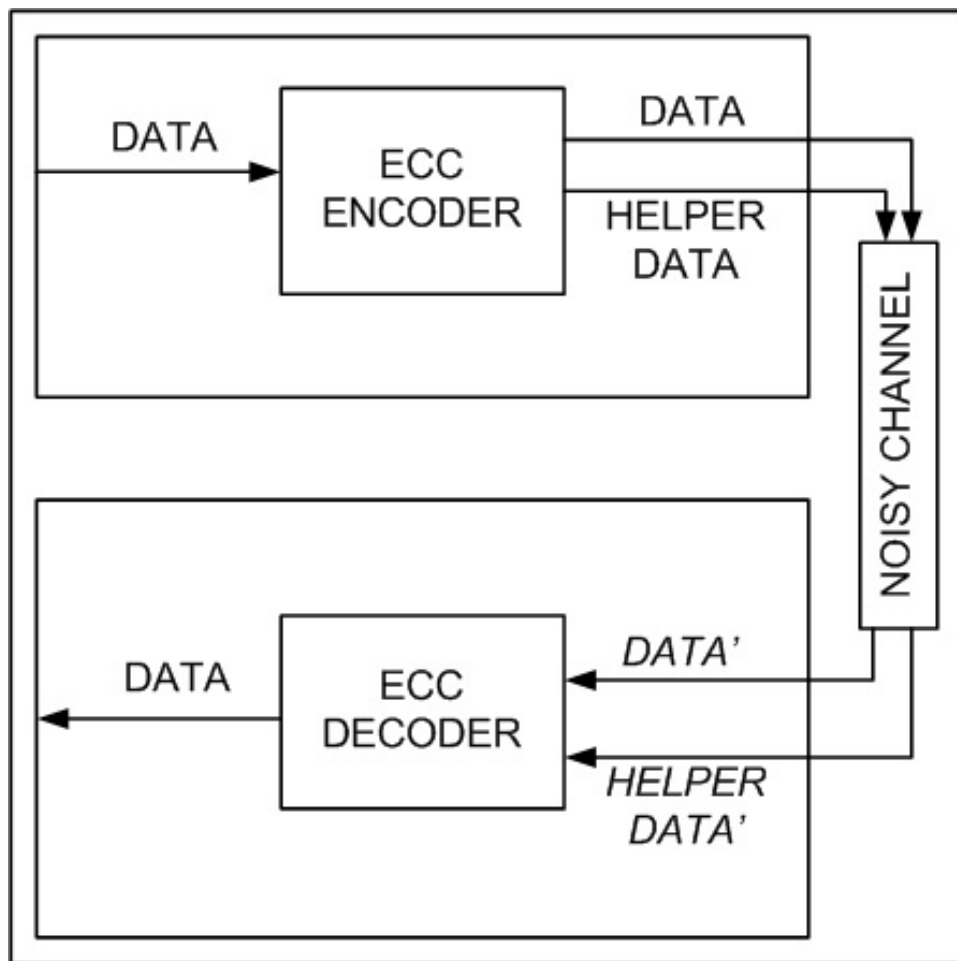 DATA
ECC
ENCODER
DATA
HELPER
DATA
NOISY CHANNEL
DATA’
DATA
ECC
DECODER
HELPER
DATA’